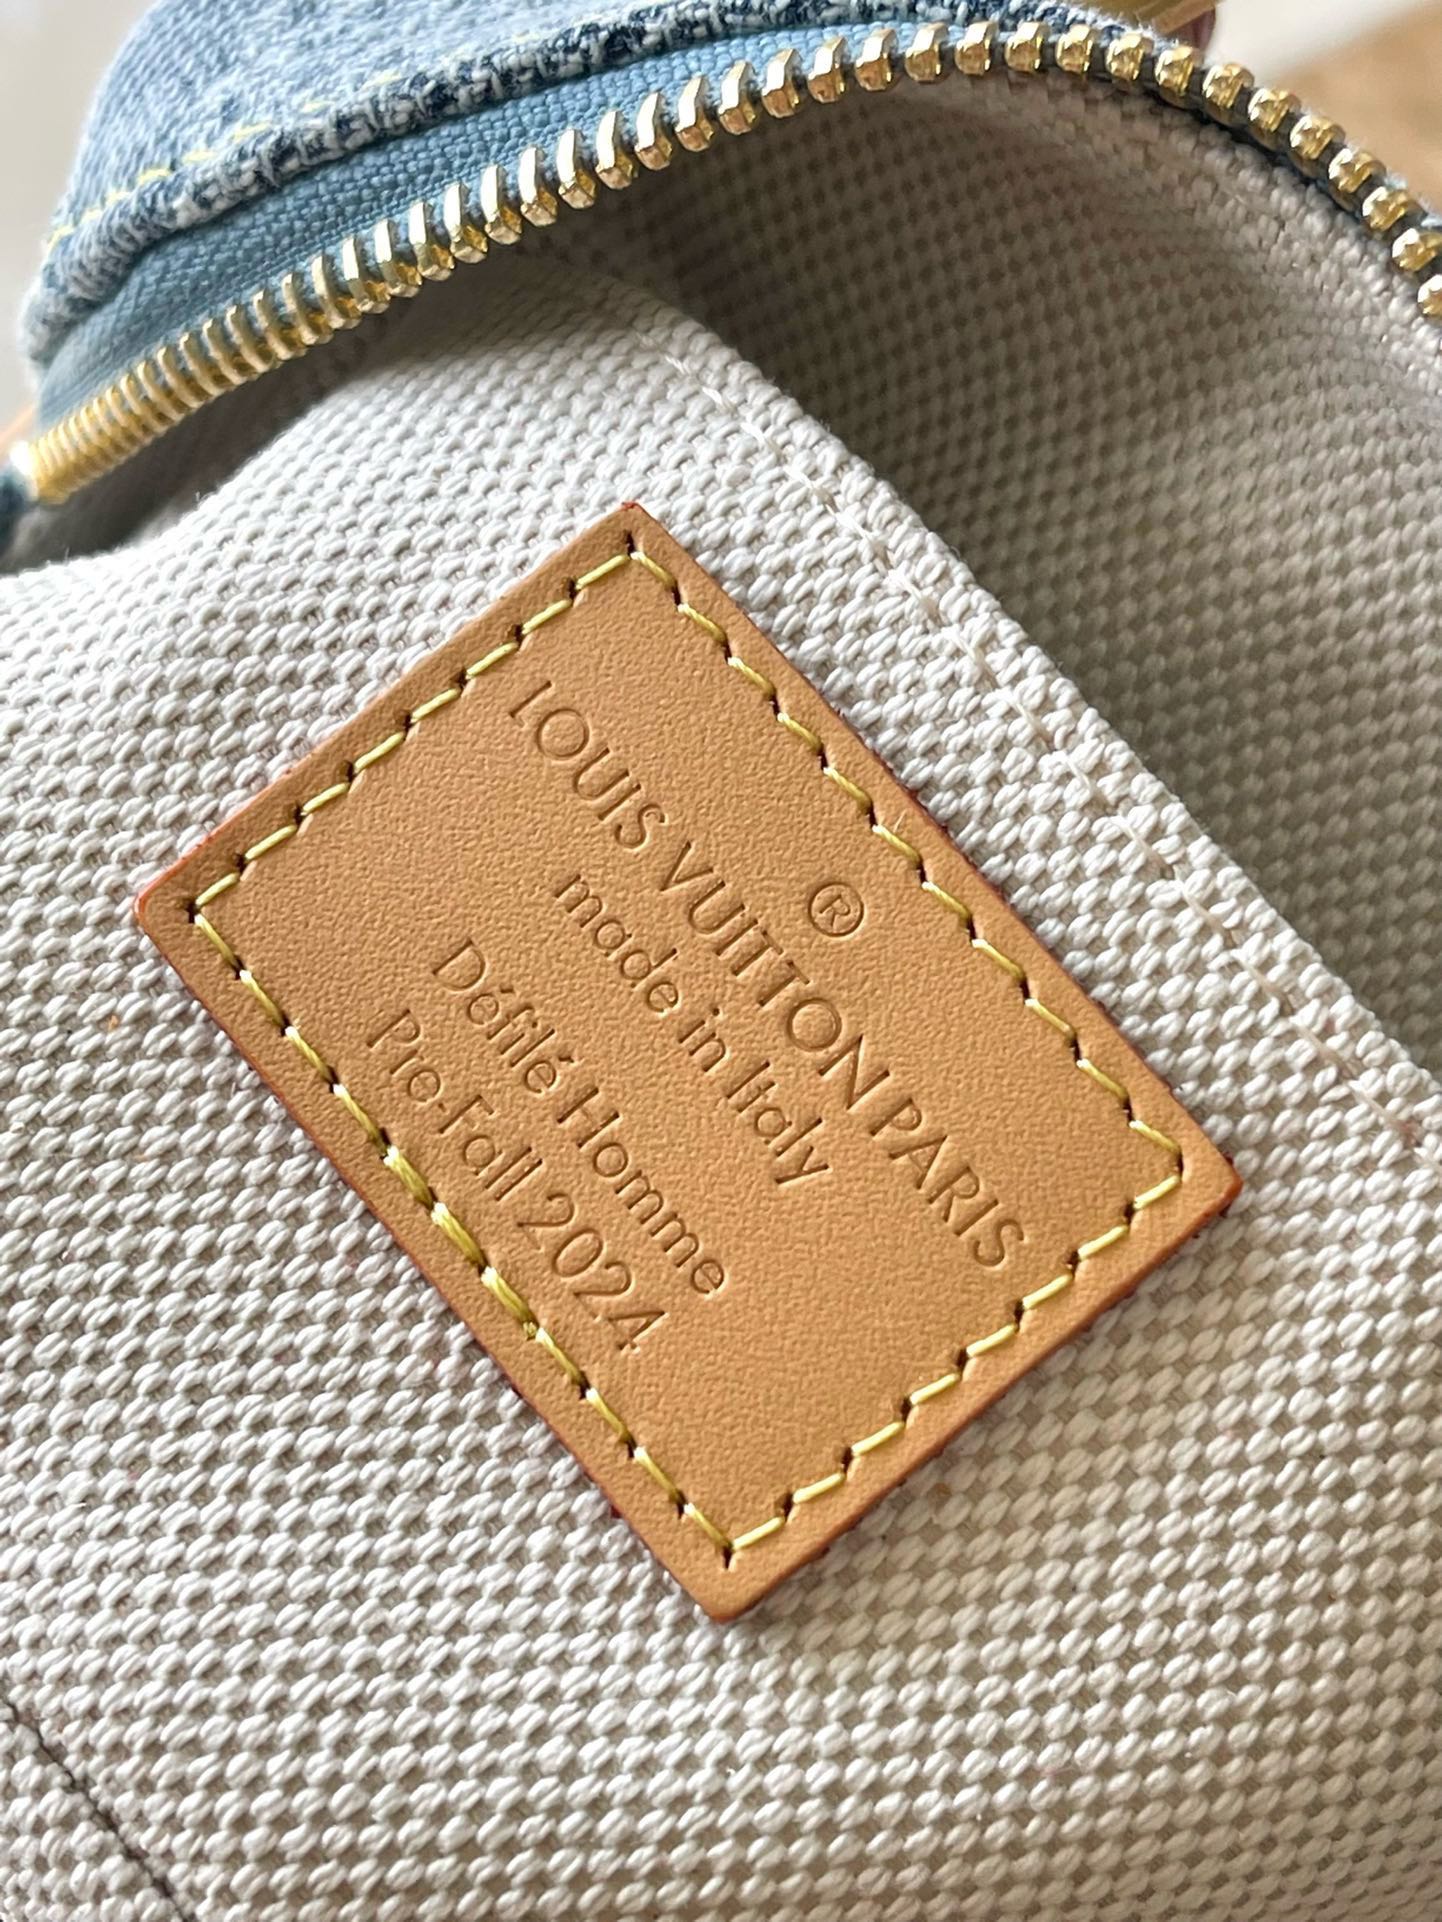 ®
LOUIS VUITTON PARIS
made in Italy
Défilé Homme
Pre-Fall 2024